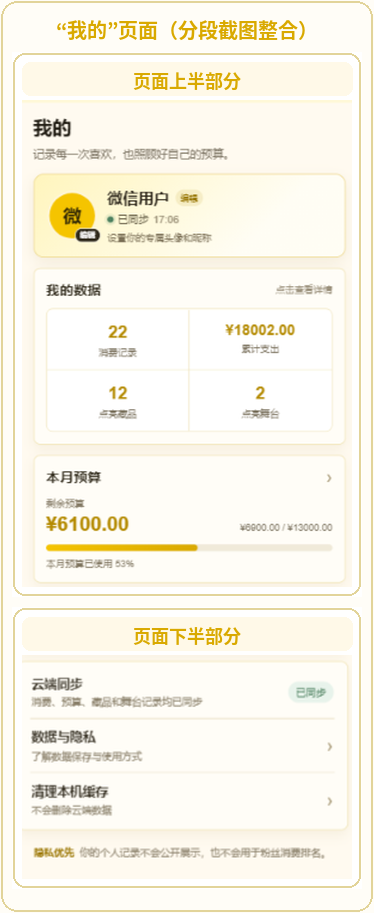 “我的”页面（分段截图整合）
页面上半部分
我的
记录每一次喜欢，也照顾好自己的预算。
微
编辑
微信用户 编辑
已同步 17:06
设置你的专属头像和昵称
我的数据 点击查看详情
22 ¥18002.00
消费记录 累计支出
12 2
点亮藏品 点亮舞台
本月预算 ›
剩余预算
¥6100.00 ¥6900.00 / ¥13000.00
本月预算已使用 53%
页面下半部分
云端同步
消费、预算、藏品和舞台记录均已同步 已同步
数据与隐私
了解数据保存与使用方式 ›
清理本机缓存
不会删除云端数据 ›
隐私优先 你的个人记录不会公开展示，也不会用于粉丝消费排名。